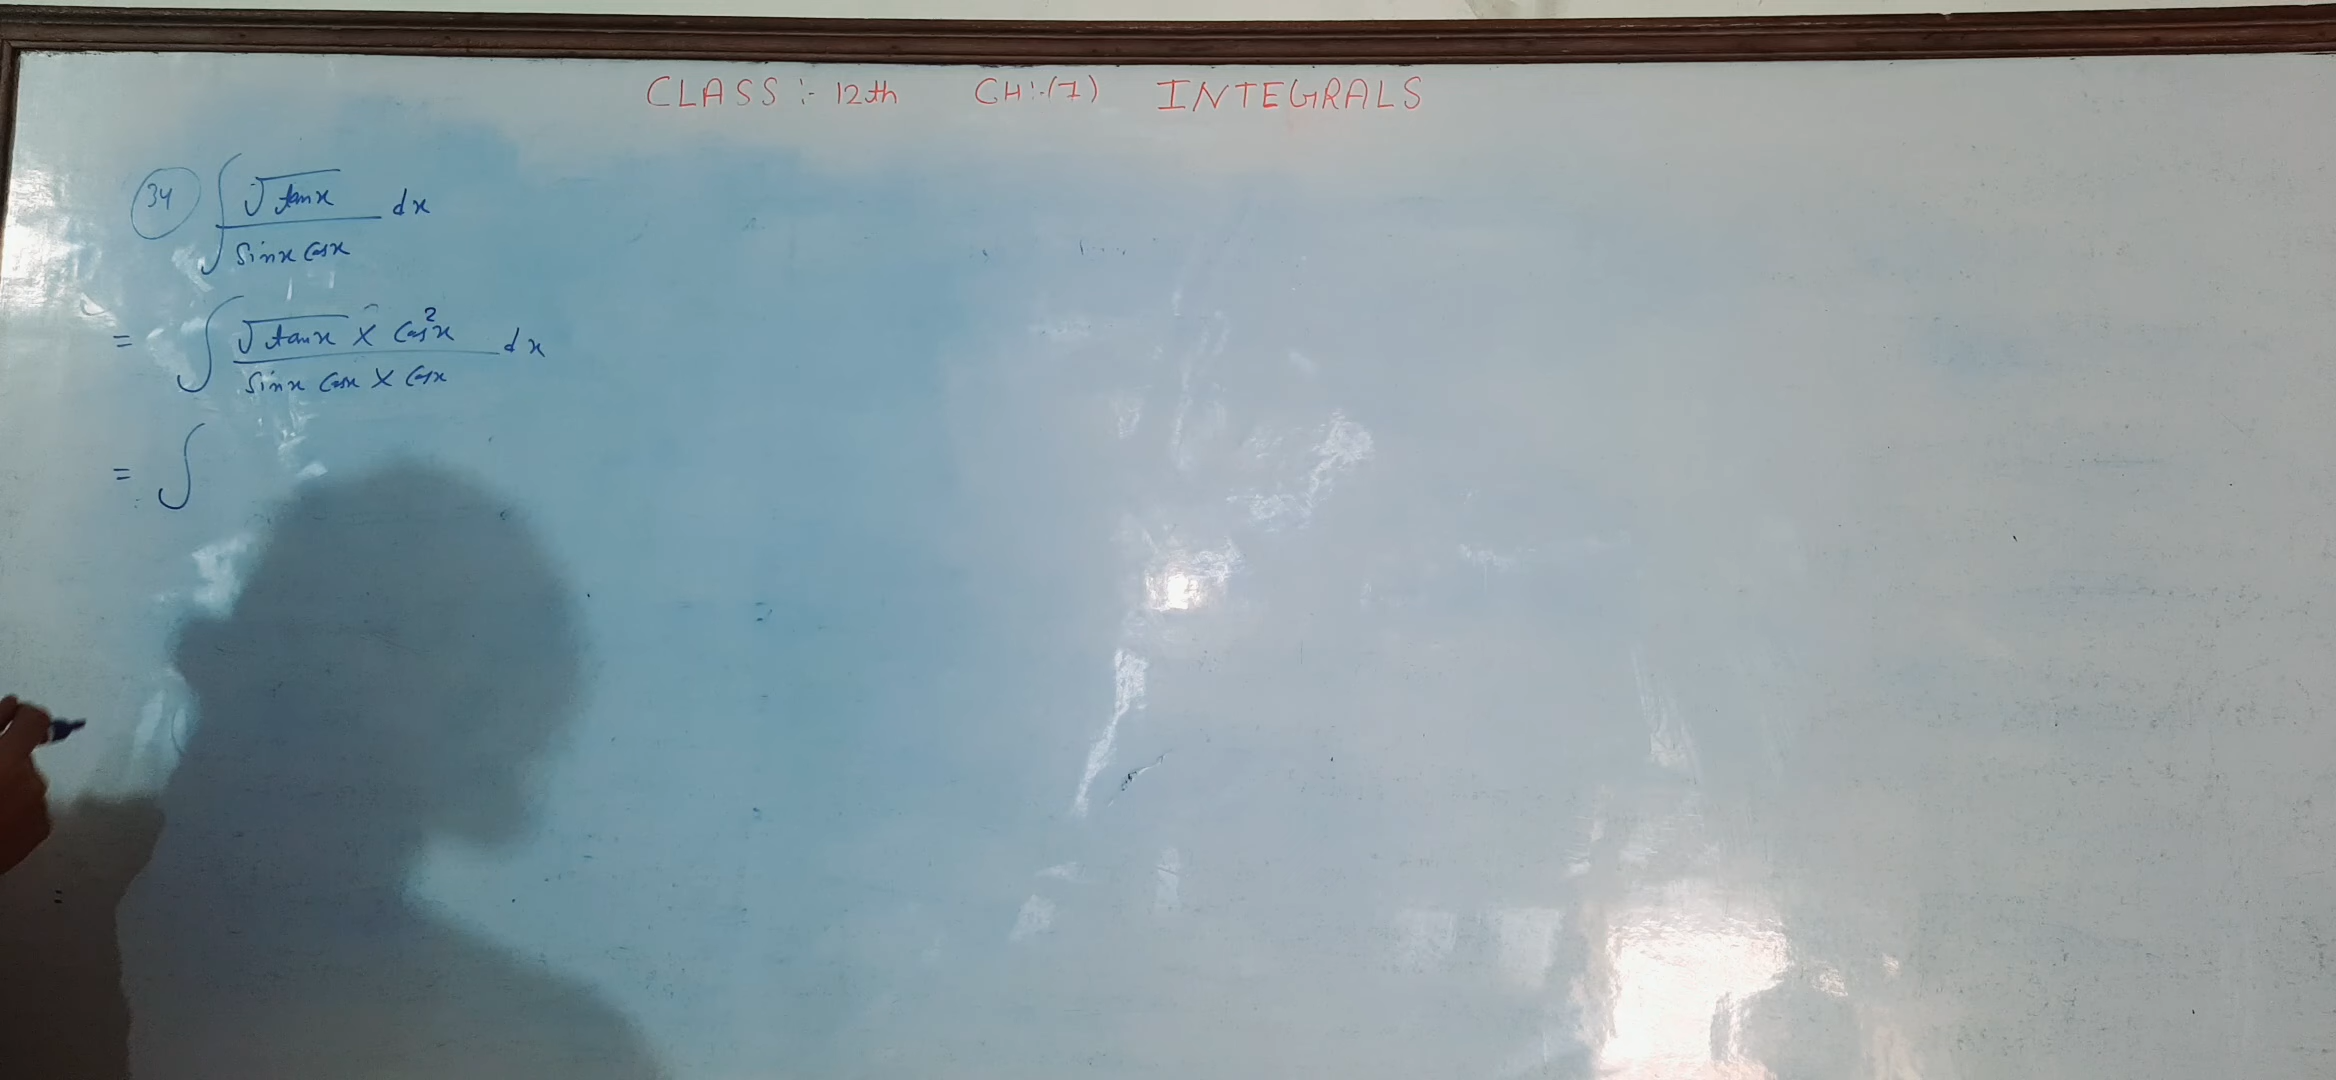 CLASS :- 12th CH:-(7) INTEGRALS
(34) ∫ √tanx / sinx cosx dx
= ∫ √tanx × cos²x / sinx cosx × cosx dx
= ∫